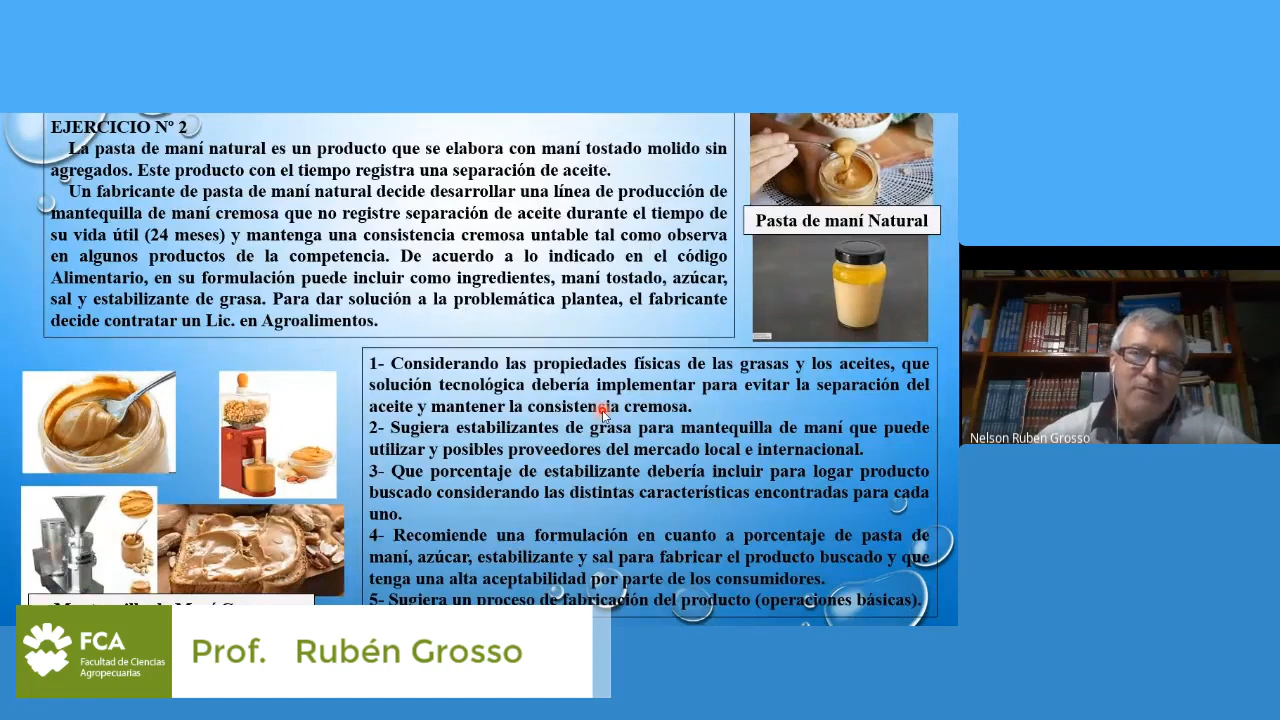 EJERCICIO Nº 2
La pasta de maní natural es un producto que se elabora con maní tostado molido sin
agregados. Este producto con el tiempo registra una separación de aceite.
Un fabricante de pasta de maní natural decide desarrollar una línea de producción de
mantequilla de maní cremosa que no registre separación de aceite durante el tiempo de
su vida útil (24 meses) y mantenga una consistencia cremosa untable tal como observa
en algunos productos de la competencia. De acuerdo a lo indicado en el código
Alimentario, en su formulación puede incluir como ingredientes, maní tostado, azúcar,
sal y estabilizante de grasa. Para dar solución a la problemática plantea, el fabricante
decide contratar un Lic. en Agroalimentos.
Pasta de maní Natural
1- Considerando las propiedades físicas de las grasas y los aceites, que
solución tecnológica debería implementar para evitar la separación del
aceite y mantener la consistencia cremosa.
2- Sugiera estabilizantes de grasa para mantequilla de maní que puede
utilizar y posibles proveedores del mercado local e internacional.
3- Que porcentaje de estabilizante debería incluir para logar producto
buscado considerando las distintas características encontradas para cada
uno.
4- Recomiende una formulación en cuanto a porcentaje de pasta de
maní, azúcar, estabilizante y sal para fabricar el producto buscado y que
tenga una alta aceptabilidad por parte de los consumidores.
5- Sugiera un proceso de fabricación del producto (operaciones básicas).
Nelson Ruben Grosso
FCA
Facultad de Ciencias
Agropecuarias
Prof. Rubén Grosso